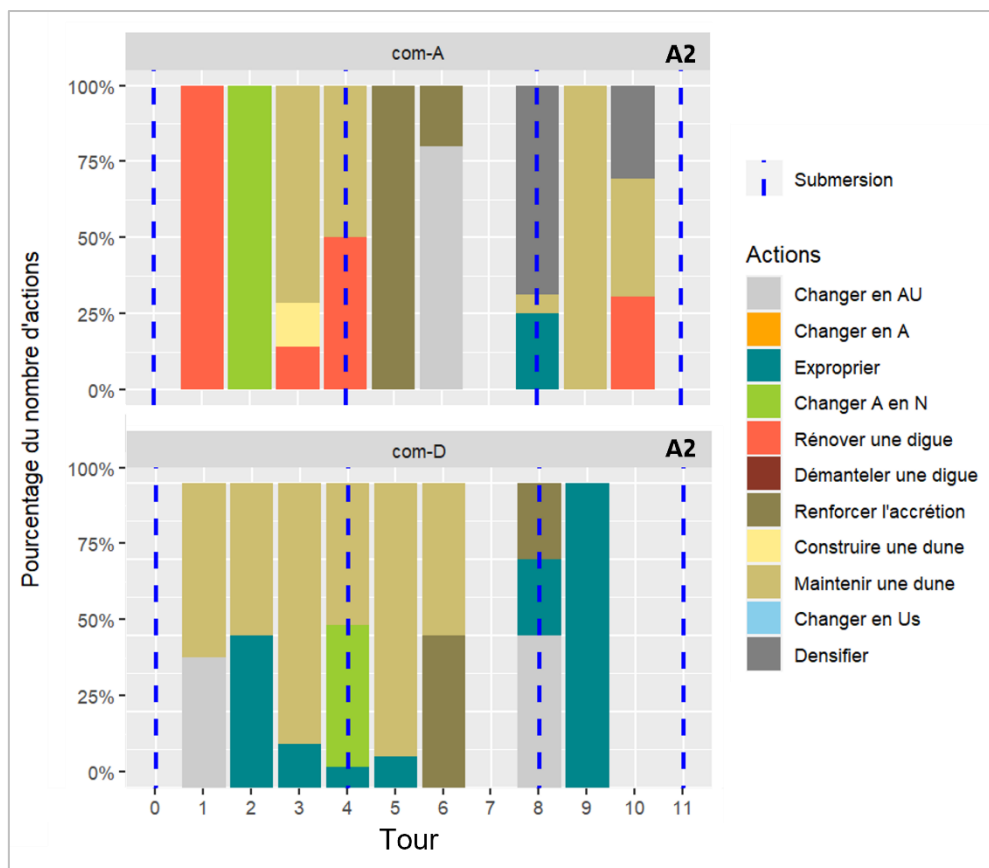 com-A
A2
100%
75%
50%
25%
0%
com-D
A2
100%
75%
50%
25%
0%
0 1 2 3 4 5 6 7 8 9 10 11
Tour
Pourcentage du nombre d'actions
Submersion
Actions
Changer en AU
Changer en A
Exproprier
Changer A en N
Rénover une digue
Démanteler une digue
Renforcer l'accrétion
Construire une dune
Maintenir une dune
Changer en Us
Densifier